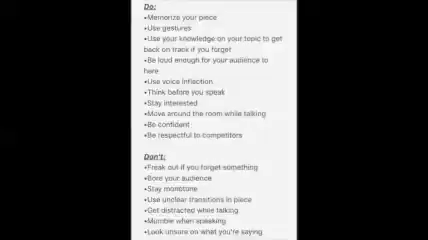 Do:
•Memorize your piece
•Use gestures
•Use your knowledge on your topic to get
back on track if you forget
•Be loud enough for your audience to
here
•Use voice inflection
•Think before you speak
•Stay interested
•Move around the room while talking
•Be confident
•Be respectful to competitors
Don't:
•Freak out if you forget something
•Bore your audience
•Stay monotone
•Use unclear transitions in piece
•Get distracted while talking
•Mumble when speaking
•Look unsure on what you're saying